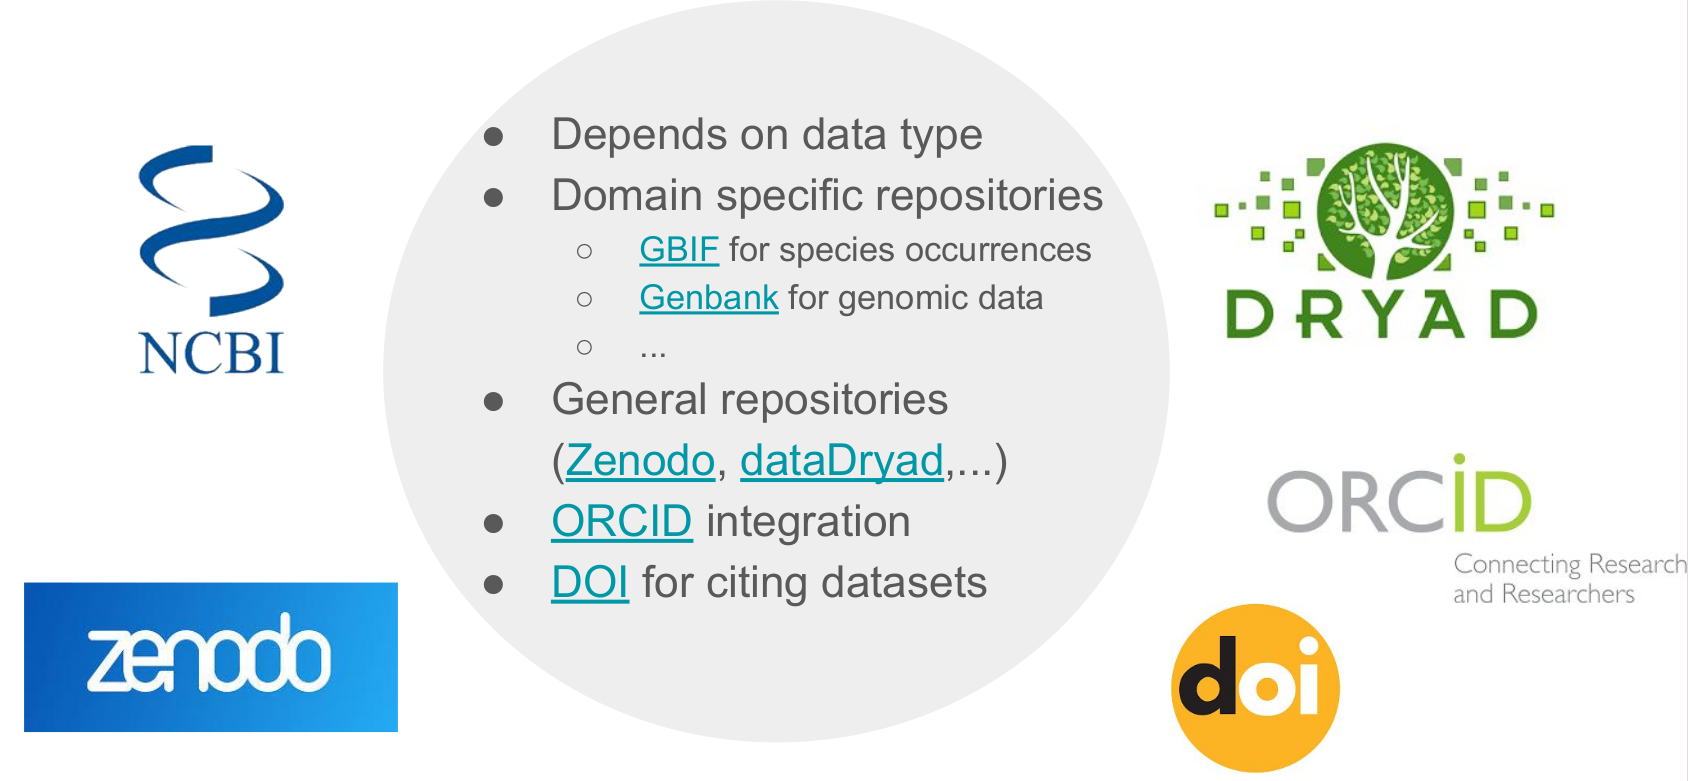 ● Depends on data type
● Domain specific repositories
○ GBIF for species occurrences
○ Genbank for genomic data
○ ...
● General repositories
(Zenodo, dataDryad,...)
● ORCID integration
● DOI for citing datasets
NCBI
zenodo
DRYAD
ORCID
Connecting Research
and Researchers
doi